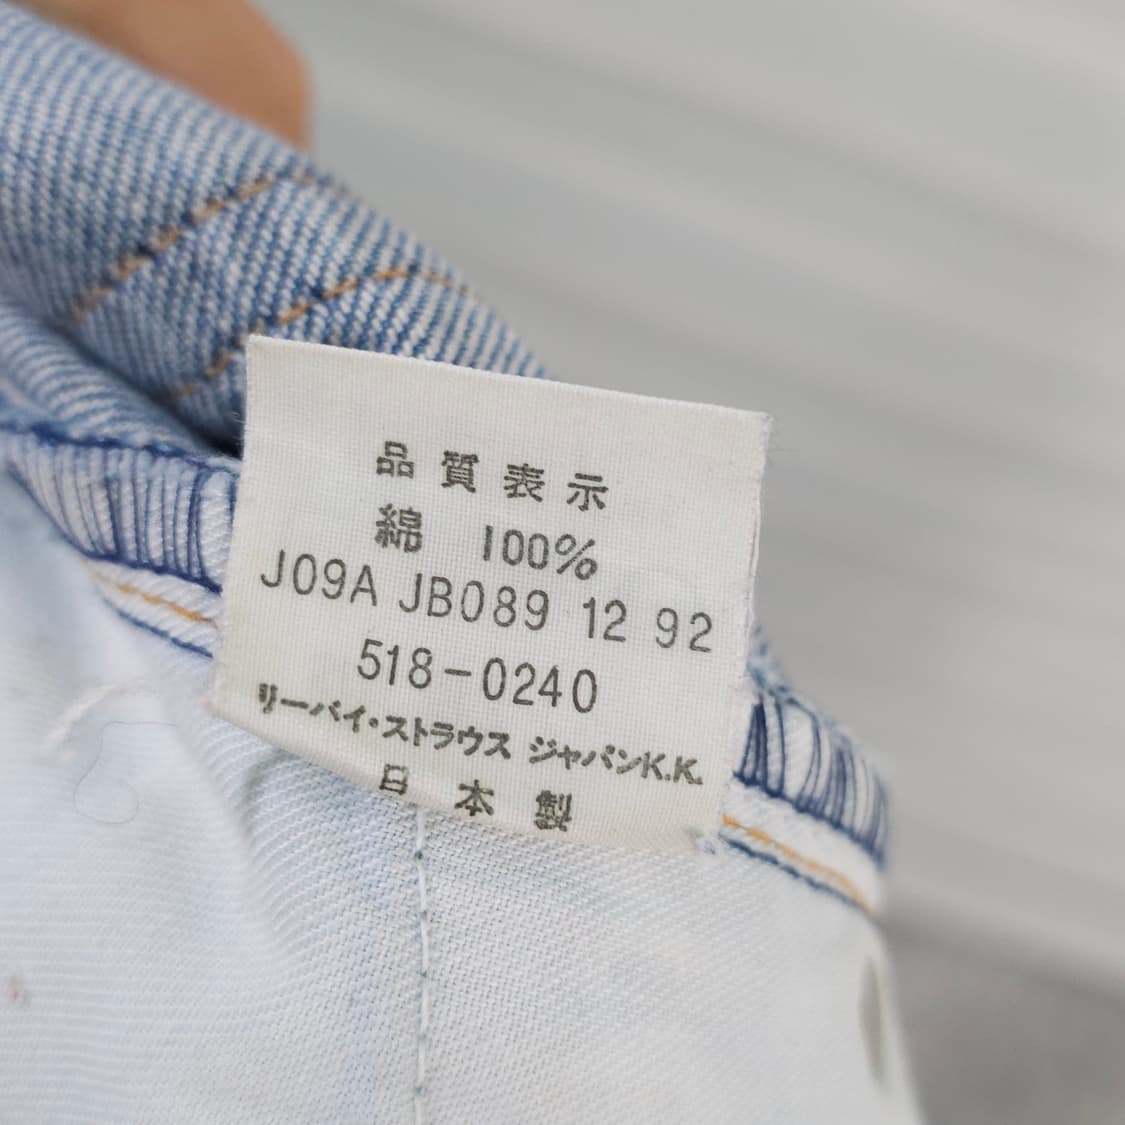 品質表示
綿 100%
J09A JB089 12 92
518-0240
リーバイ・ストラウス ジャパンK.K.
日本製